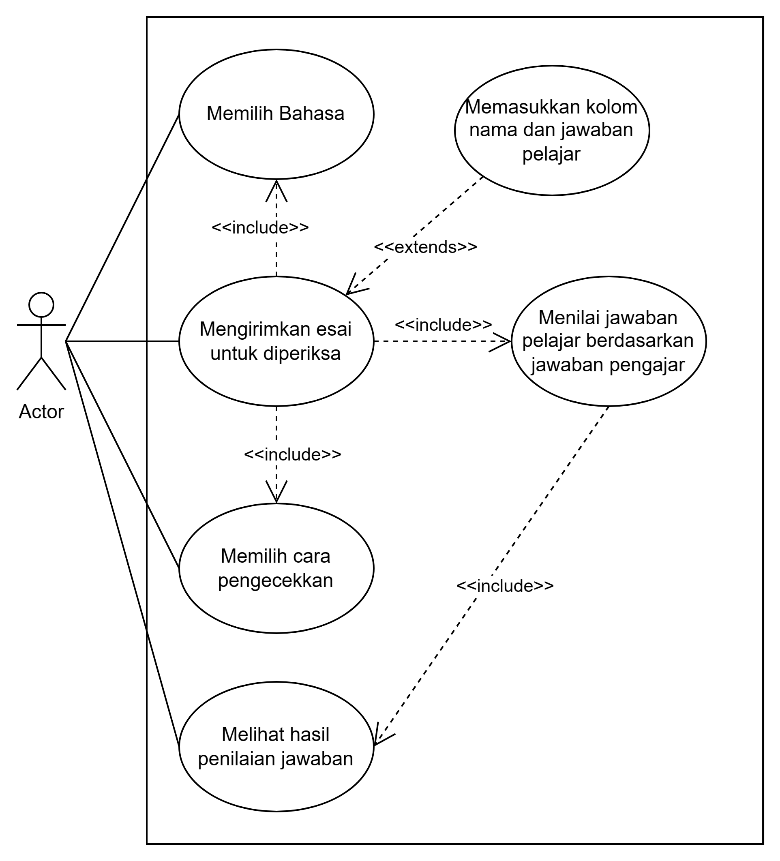 Memilih Bahasa
Memasukkan kolom
nama dan jawaban
pelajar
<<include>>
<<extends>>
Mengirimkan esai
untuk diperiksa
<<include>>
Menilai jawaban
pelajar berdasarkan
jawaban pengajar
Actor
<<include>>
Memilih cara
pengecekkan
<<include>>
Melihat hasil
penilaian jawaban